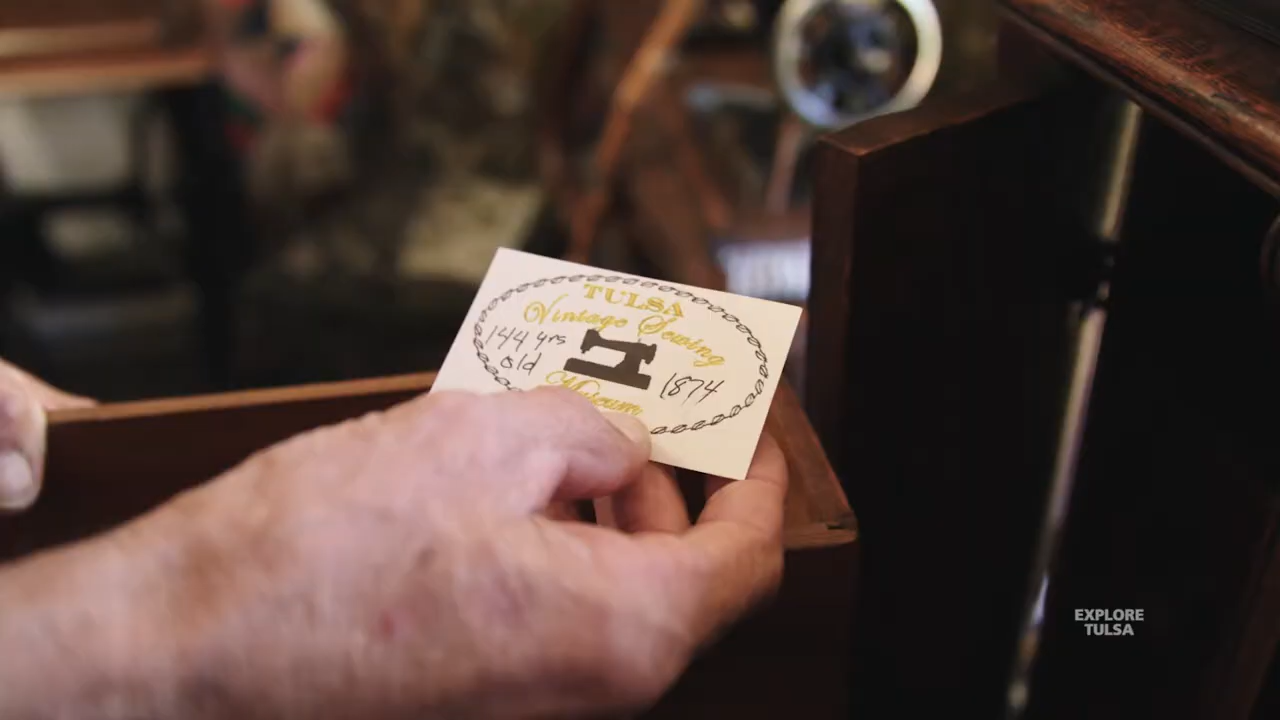 TULSA
Vintage Sewing
144 yrs
old
1874
Museum
EXPLORE
TULSA